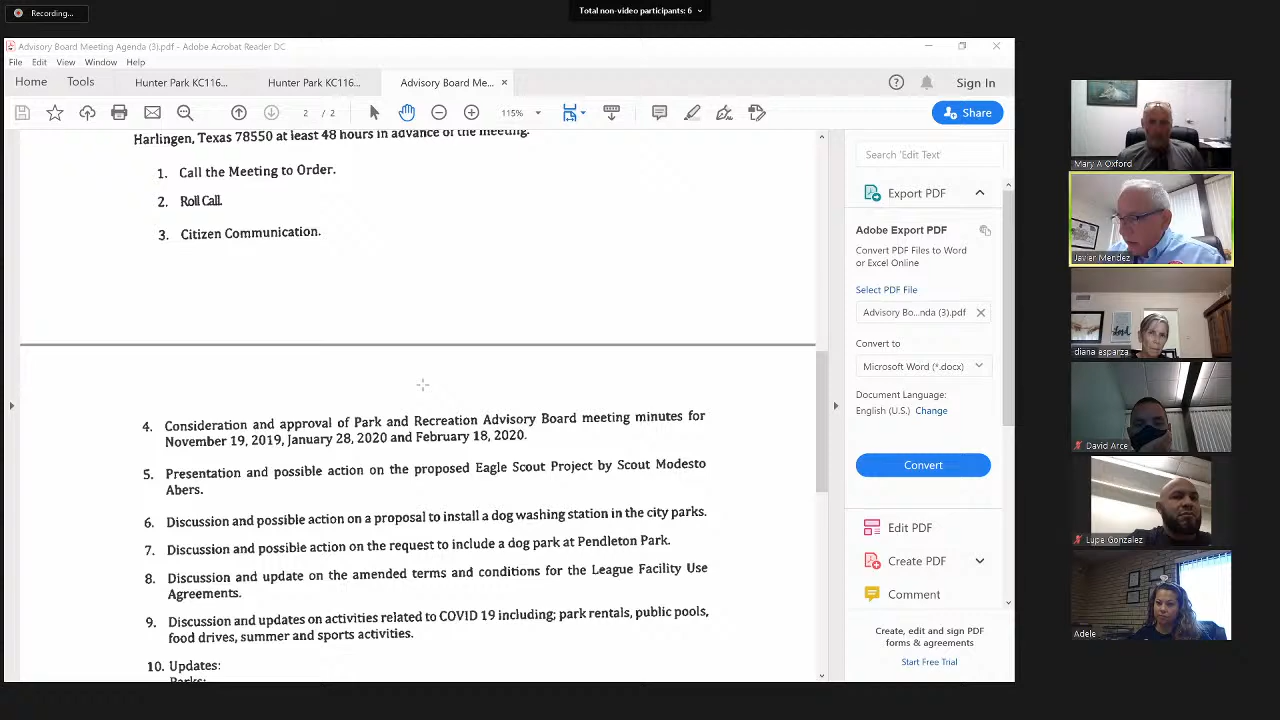 Recording...
Total non-video participants: 6
Advisory Board Meeting Agenda (3).pdf - Adobe Acrobat Reader DC
File Edit View Window Help
Home Tools Hunter Park KC116... Hunter Park KC116... Advisory Board Me... × Sign In
2 / 2 115% Share
Harlingen, Texas 78550 at least 48 hours in advance of the meeting.
1. Call the Meeting to Order.
2. Roll Call.
3. Citizen Communication.
4. Consideration and approval of Park and Recreation Advisory Board meeting minutes for
November 19, 2019, January 28, 2020 and February 18, 2020.
5. Presentation and possible action on the proposed Eagle Scout Project by Scout Modesto
Abers.
6. Discussion and possible action on a proposal to install a dog washing station in the city parks.
7. Discussion and possible action on the request to include a dog park at Pendleton Park.
8. Discussion and update on the amended terms and conditions for the League Facility Use
Agreements.
9. Discussion and updates on activities related to COVID 19 including; park rentals, public pools,
food drives, summer and sports activities.
10. Updates:
Parks:
Search 'Edit Text'
Export PDF
Adobe Export PDF
Convert PDF Files to Word
or Excel Online
Select PDF File
Advisory Bo...nda (3).pdf
Convert to
Microsoft Word (*.docx)
Document Language:
English (U.S.) Change
Convert
Edit PDF
Create PDF
Comment
Create, edit and sign PDF
forms & agreements
Start Free Trial
Mary A Oxford
Javier Mendez
diana esparza
David Arce
Lupe Gonzalez
Adele